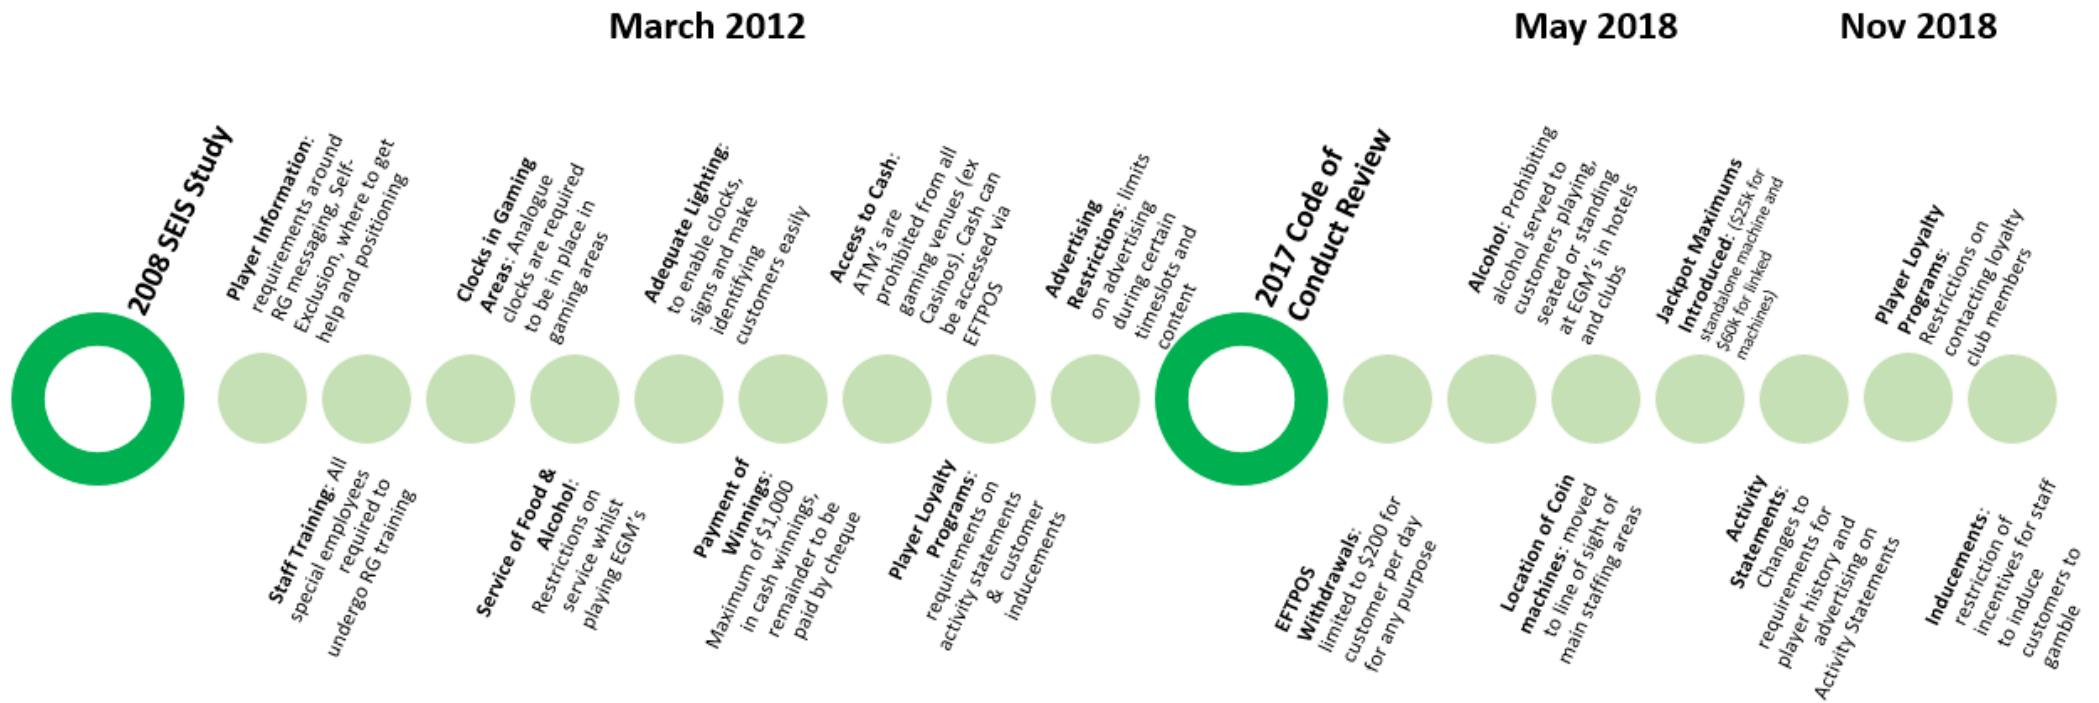 March 2012
May 2018
Nov 2018
2008 SEIS Study
Player Information:
requirements around
RG messaging, Self-
Exclusion, where to get
help and positioning
Staff Training: All
special employees
required to
undergo RG training
Clocks in Gaming
Areas: Analogue
clocks are required
to be in place in
gaming areas
Service of Food &
Alcohol:
Restrictions on
service whilst
playing EGM's
Adequate Lighting:
to enable clocks,
signs and make
identifying
customers easily
Payment of
Winnings:
Maximum of $1,000
in cash winnings,
remainder to be
paid by cheque
Access to Cash:
ATM's are
prohibited from all
gaming venues (ex
Casinos). Cash can
be accessed via
EFTPOS
Player Loyalty
Programs:
requirements on
activity statements
& customer
inducements
Advertising
Restrictions: limits
on advertising
during certain
timeslots and
content
2017 Code of
Conduct Review
EFTPOS
Withdrawals:
limited to $200 for
customer per day
for any purpose
Alcohol: Prohibiting
alcohol served to
customers playing,
seated or standing
at EGM's in hotels
and clubs
Location of Coin
machines: moved
to line of sight of
main staffing areas
Jackpot Maximums
Introduced: ($25k for
standalone machine and
$60k for linked
machines)
Activity
Statements:
Changes to
requirements for
player history and
advertising on
Activity Statements
Player Loyalty
Programs:
Restrictions on
contacting loyalty
club members
Inducements:
restriction of
incentives for staff
to induce
customers to
gamble